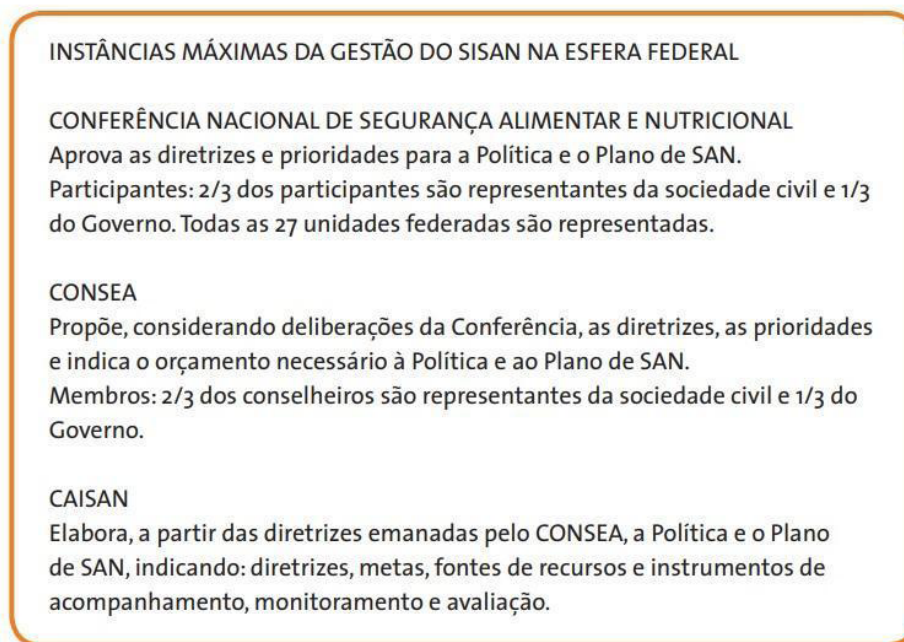 INSTÂNCIAS MÁXIMAS DA GESTÃO DO SISAN NA ESFERA FEDERAL
CONFERÊNCIA NACIONAL DE SEGURANÇA ALIMENTAR E NUTRICIONAL
Aprova as diretrizes e prioridades para a Política e o Plano de SAN.
Participantes: 2/3 dos participantes são representantes da sociedade civil e 1/3
do Governo. Todas as 27 unidades federadas são representadas.
CONSEA
Propõe, considerando deliberações da Conferência, as diretrizes, as prioridades
e indica o orçamento necessário à Política e ao Plano de SAN.
Membros: 2/3 dos conselheiros são representantes da sociedade civil e 1/3 do
Governo.
CAISAN
Elabora, a partir das diretrizes emanadas pelo CONSEA, a Política e o Plano
de SAN, indicando: diretrizes, metas, fontes de recursos e instrumentos de
acompanhamento, monitoramento e avaliação.